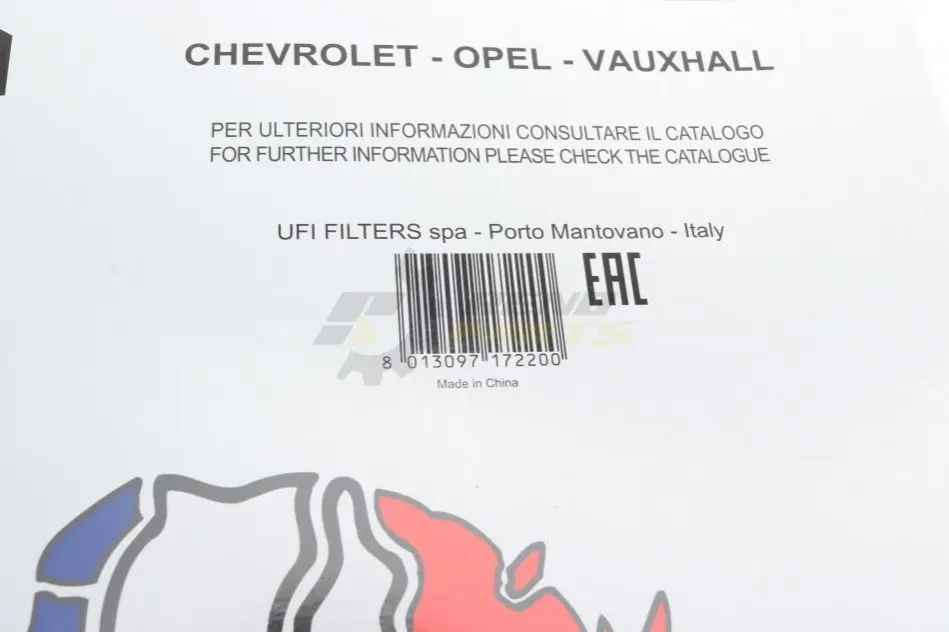 CHEVROLET - OPEL - VAUXHALL
PER ULTERIORI INFORMAZIONI CONSULTARE IL CATALOGO
FOR FURTHER INFORMATION PLEASE CHECK THE CATALOGUE
UFI FILTERS spa - Porto Mantovano - Italy
EAC
8 013097 172200
Made in China
PARTS